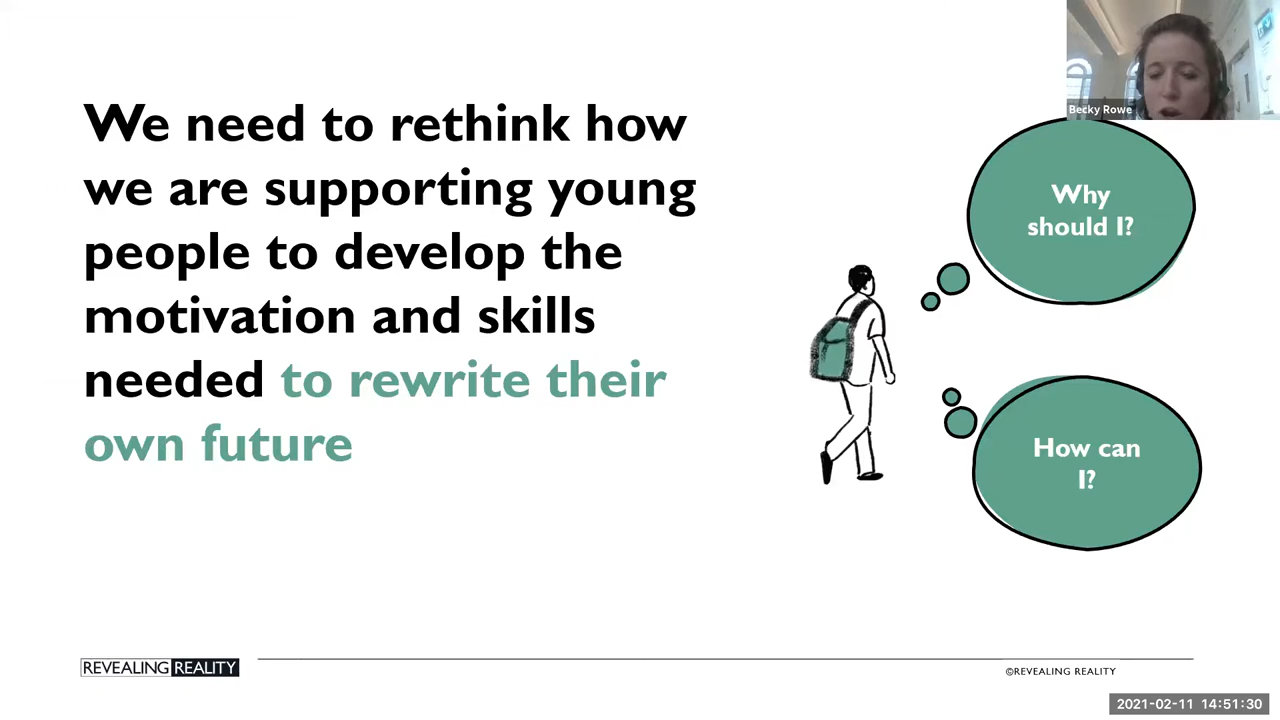 We need to rethink how
we are supporting young
people to develop the
motivation and skills
needed to rewrite their
own future
Becky Rowe
Why
should I?
How can
I?
REVEALING REALITY
©REVEALING REALITY
2021-02-11 14:51:30